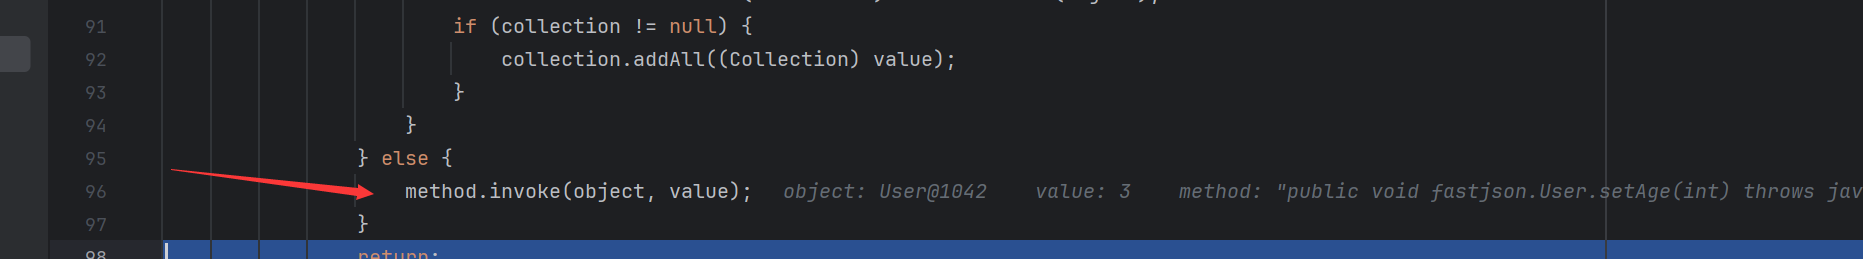 91 if (collection != null) {
92 collection.addAll((Collection) value);
93 }
94 }
95 } else {
96 method.invoke(object, value); object: User@1042 value: 3 method: "public void fastjson.User.setAge(int) throws jav
97 }
98 return;